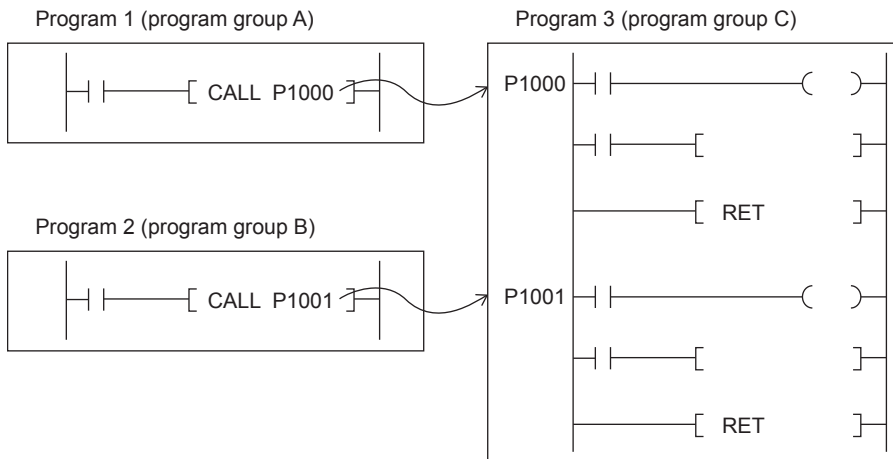 Program 1 (program group A)
CALL P1000
Program 2 (program group B)
CALL P1001
Program 3 (program group C)
P1000
RET
P1001
RET